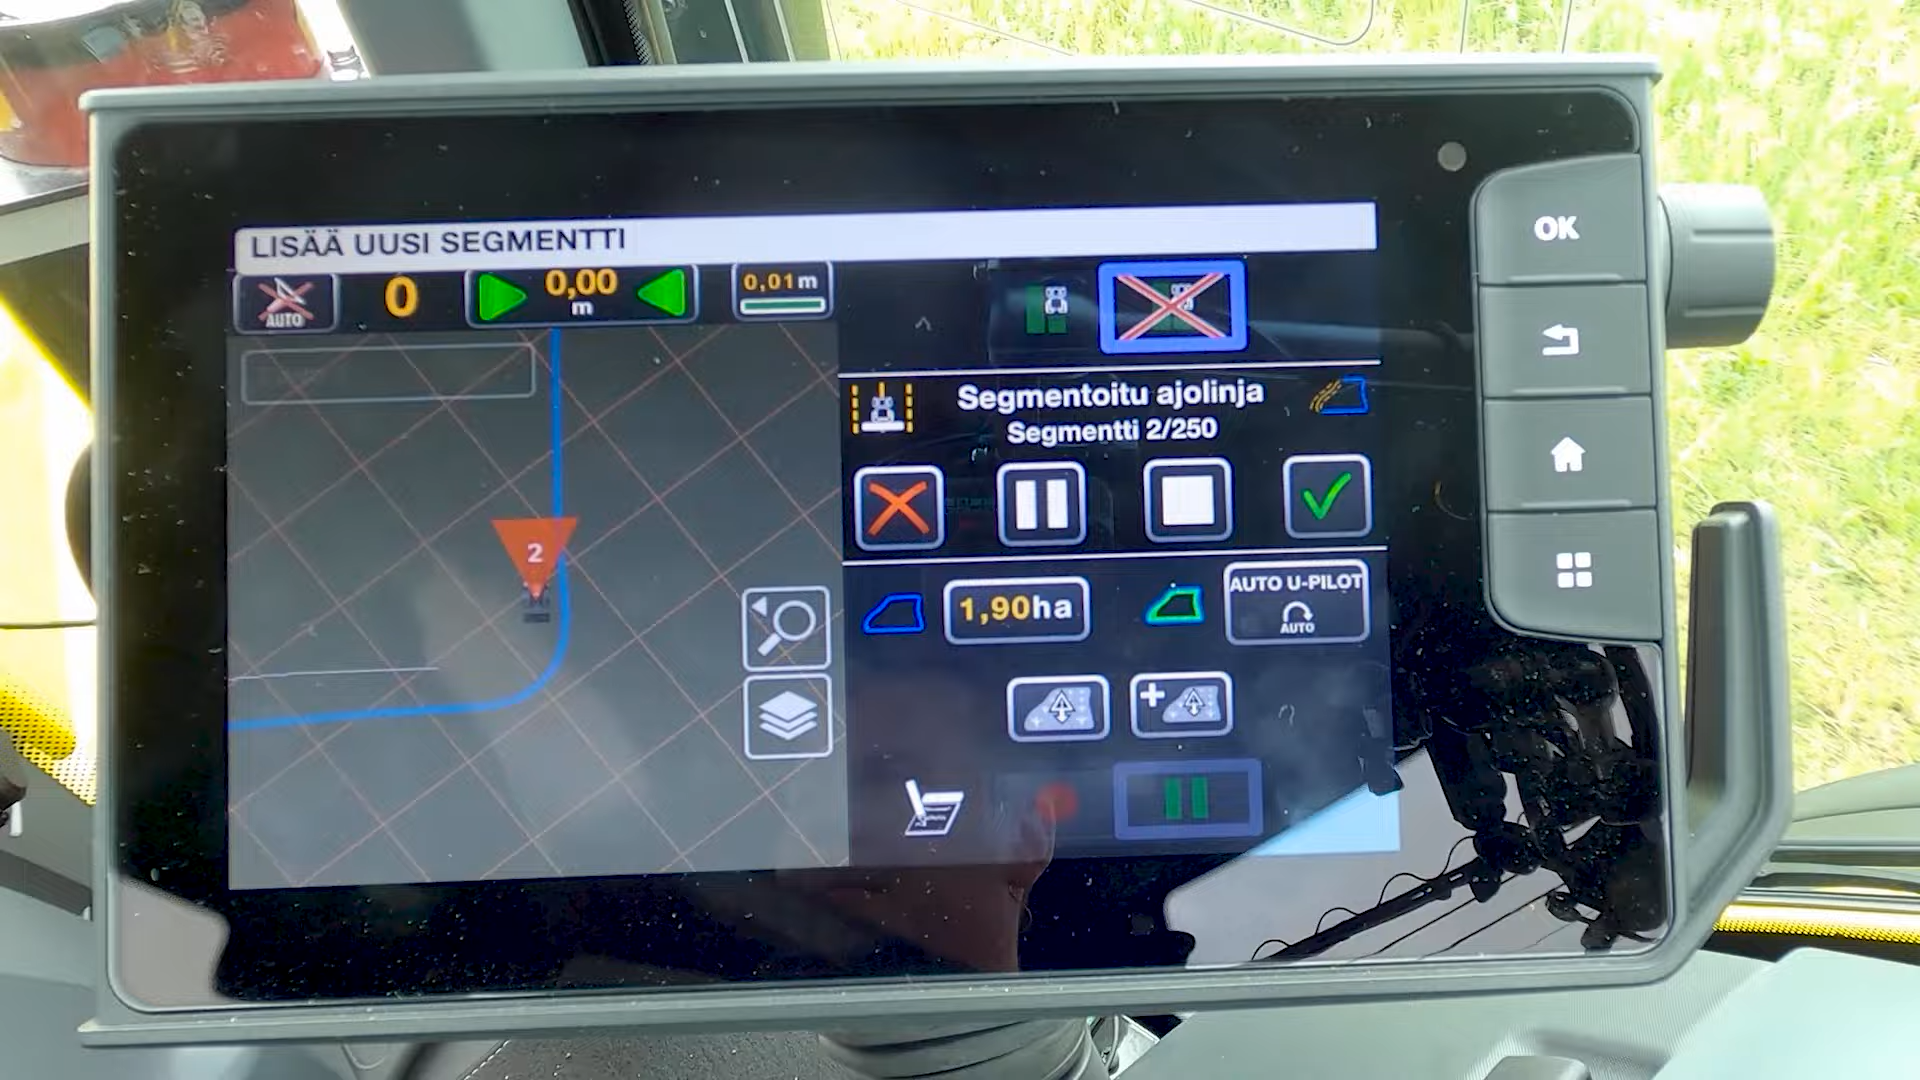 LISÄÄ UUSI SEGMENTTI
AUTO
0
0,00
m
0,01 m
Segmentoitu ajolinja
Segmentti 2/250
2
1,90ha
AUTO U-PILOT
AUTO
OK